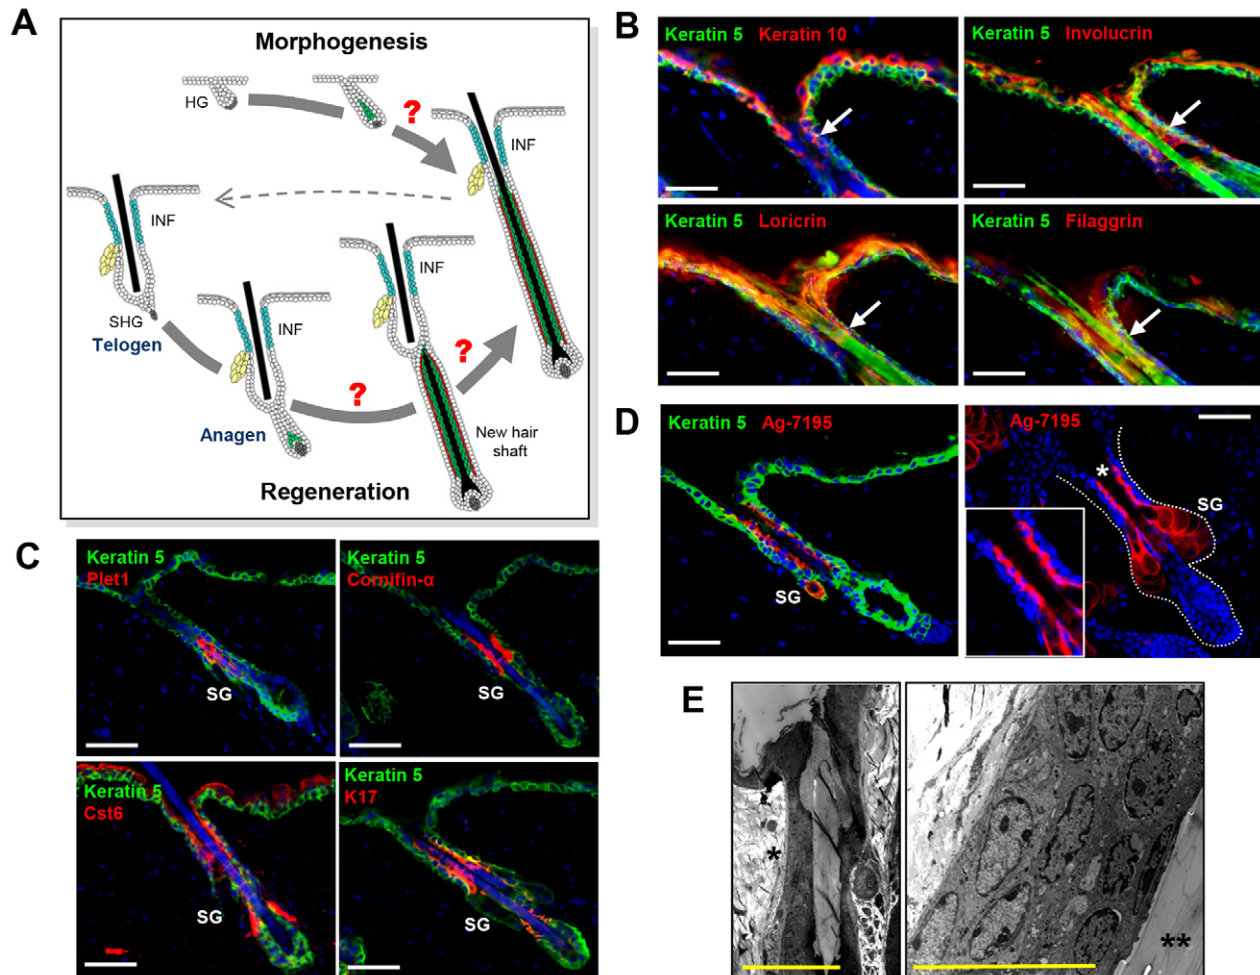 A
Morphogenesis
HG
?
INF
INF
SHG
Telogen
INF
INF
?
?
Anagen
New hair
shaft
Regeneration
B
Keratin 5 Keratin 10
Keratin 5 Involucrin
Keratin 5 Loricrin
Keratin 5 Filaggrin
C
Keratin 5
Plet1
SG
Keratin 5
Cornifin-α
SG
Keratin 5
Cst6
SG
Keratin 5
K17
SG
D
Keratin 5 Ag-7195
SG
Ag-7195
*
SG
E
*
**